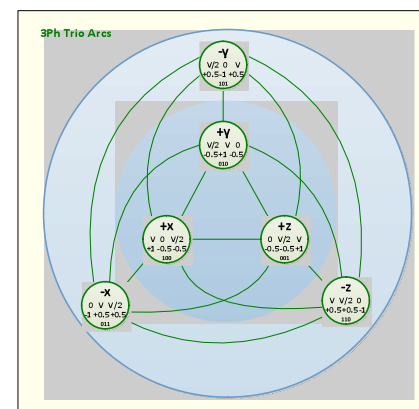 3Ph Trio Arcs
-y
V/2 0 V
+0.5-1 +0.5
101
+y
V/2 V 0
-0.5+1 -0.5
010
+x
V 0 V/2
+1 -0.5-0.5
100
+z
0 V/2 V
-0.5-0.5+1
001
-x
0 V V/2
-1 +0.5+0.5
011
-z
V V/2 0
+0.5+0.5-1
110